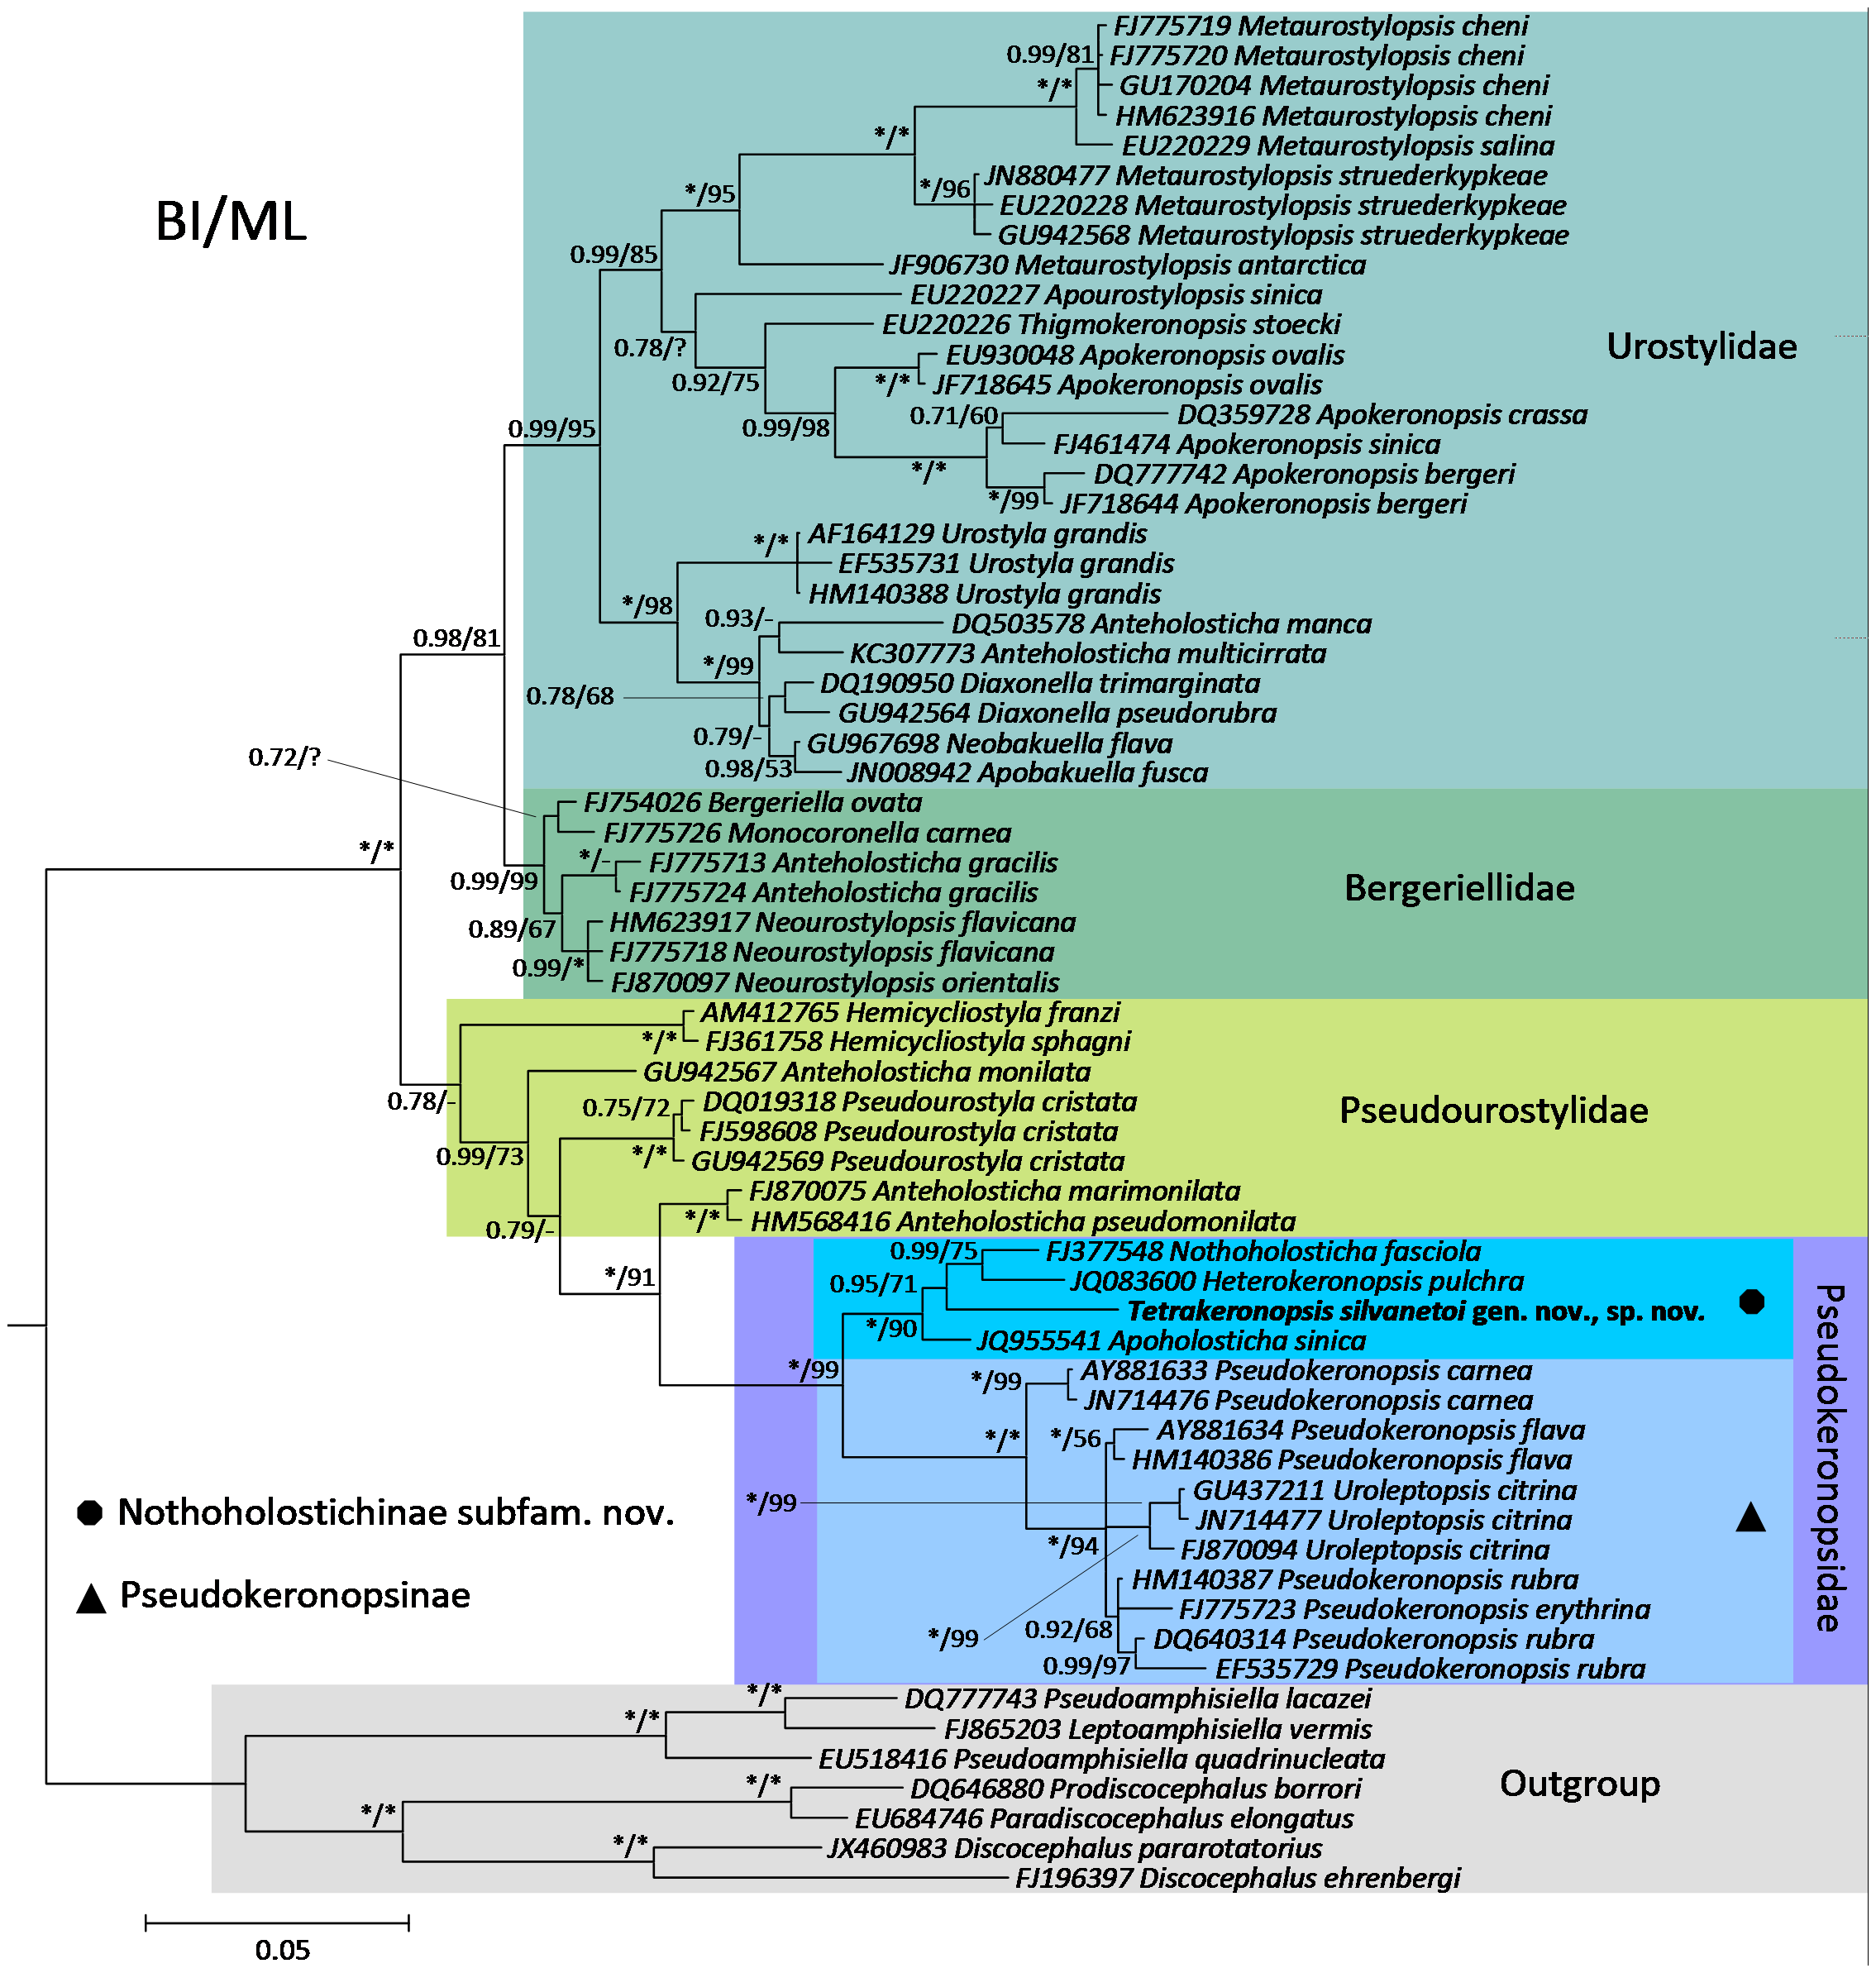 BI/ML
FJ775719 Metaurostylopsis cheni
0.99/81
FJ775720 Metaurostylopsis cheni
*/*
GU170204 Metaurostylopsis cheni
HM623916 Metaurostylopsis cheni
*/*
EU220229 Metaurostylopsis salina
JN880477 Metaurostylopsis struederkypkeae
*/95
*/96
EU220228 Metaurostylopsis struederkypkeae
GU942568 Metaurostylopsis struederkypkeae
0.99/85
JF906730 Metaurostylopsis antarctica
EU220227 Apourostylopsis sinica
EU220226 Thigmokeronopsis stoecki
0.78/?
Urostylidae
EU930048 Apokeronopsis ovalis
0.92/75
*/*
JF718645 Apokeronopsis ovalis
0.71/60
DQ359728 Apokeronopsis crassa
0.99/95
0.99/98
FJ461474 Apokeronopsis sinica
*/*
DQ777742 Apokeronopsis bergeri
*/99
JF718644 Apokeronopsis bergeri
*/*
AF164129 Urostyla grandis
EF535731 Urostyla grandis
HM140388 Urostyla grandis
*/98
0.93/-
DQ503578 Anteholosticha manca
0.98/81
KC307773 Anteholosticha multicirrata
*/99
DQ190950 Diaxonella trimarginata
0.78/68
GU942564 Diaxonella pseudorubra
0.79/-
GU967698 Neobakuella flava
0.72/?
0.98/53
JN008942 Apobakuella fusca
FJ754026 Bergeriella ovata
FJ775726 Monocoronella carnea
*/*
*/-
FJ775713 Anteholosticha gracilis
0.99/99
FJ775724 Anteholosticha gracilis
Bergeriellidae
HM623917 Neourostylopsis flavicana
0.89/67
FJ775718 Neourostylopsis flavicana
0.99/*
FJ870097 Neourostylopsis orientalis
AM412765 Hemicycliostyla franzi
*/*
FJ361758 Hemicycliostyla sphagni
GU942567 Anteholosticha monilata
0.78/-
0.75/72
DQ019318 Pseudourostyla cristata
Pseudourostylidae
FJ598608 Pseudourostyla cristata
0.99/73
*/*
GU942569 Pseudourostyla cristata
FJ870075 Anteholosticha marimonilata
*/*
HM568416 Anteholosticha pseudomonilata
0.79/-
0.99/75
FJ377548 Nothoholosticha fasciola
*/91
0.95/71
JQ083600 Heterokeronopsis pulchra
Tetrakeronopsis silvanetoi gen. nov., sp. nov.
*/90
JQ955541 Apoholosticha sinica
*/99
AY881633 Pseudokeronopsis carnea
*/99
JN714476 Pseudokeronopsis carnea
Pseudokeronopsidae
*/*
*/56
AY881634 Pseudokeronopsis flava
HM140386 Pseudokeronopsis flava
*/99
GU437211 Uroleptopsis citrina
Nothoholostichinae subfam. nov.
JN714477 Uroleptopsis citrina
*/94
FJ870094 Uroleptopsis citrina
HM140387 Pseudokeronopsis rubra
Pseudokeronopsinae
FJ775723 Pseudokeronopsis erythrina
*/99
0.92/68
DQ640314 Pseudokeronopsis rubra
0.99/97
EF535729 Pseudokeronopsis rubra
*/*
DQ777743 Pseudoamphisiella lacazei
*/*
FJ865203 Leptoamphisiella vermis
EU518416 Pseudoamphisiella quadrinucleata
*/*
DQ646880 Prodiscocephalus borrori
Outgroup
*/*
EU684746 Paradiscocephalus elongatus
*/*
JX460983 Discocephalus pararotatorius
FJ196397 Discocephalus ehrenbergi
0.05